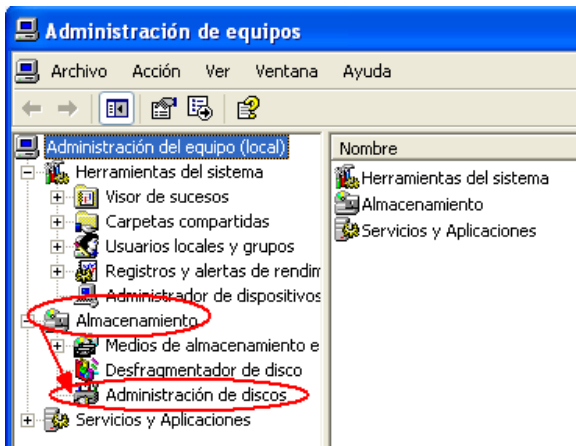 Administración de equipos
Archivo Acción Ver Ventana Ayuda
Administración del equipo (local)
Herramientas del sistema
Visor de sucesos
Carpetas compartidas
Usuarios locales y grupos
Registros y alertas de rendim
Administrador de dispositivos
Almacenamiento
Medios de almacenamiento e
Desfragmentador de disco
Administración de discos
Servicios y Aplicaciones
Nombre
Herramientas del sistema
Almacenamiento
Servicios y Aplicaciones